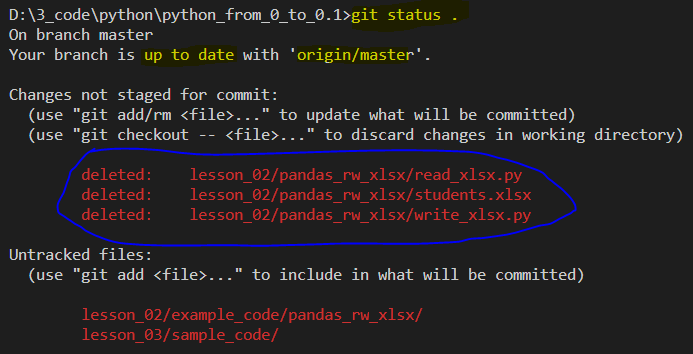 D:\3_code\python\python_from_0_to_0.1>git status .
On branch master
Your branch is up to date with 'origin/master'.
Changes not staged for commit:
(use "git add/rm <file>..." to update what will be committed)
(use "git checkout -- <file>..." to discard changes in working directory)
deleted: lesson_02/pandas_rw_xlsx/read_xlsx.py
deleted: lesson_02/pandas_rw_xlsx/students.xlsx
deleted: lesson_02/pandas_rw_xlsx/write_xlsx.py
Untracked files:
(use "git add <file>..." to include in what will be committed)
lesson_02/example_code/pandas_rw_xlsx/
lesson_03/sample_code/